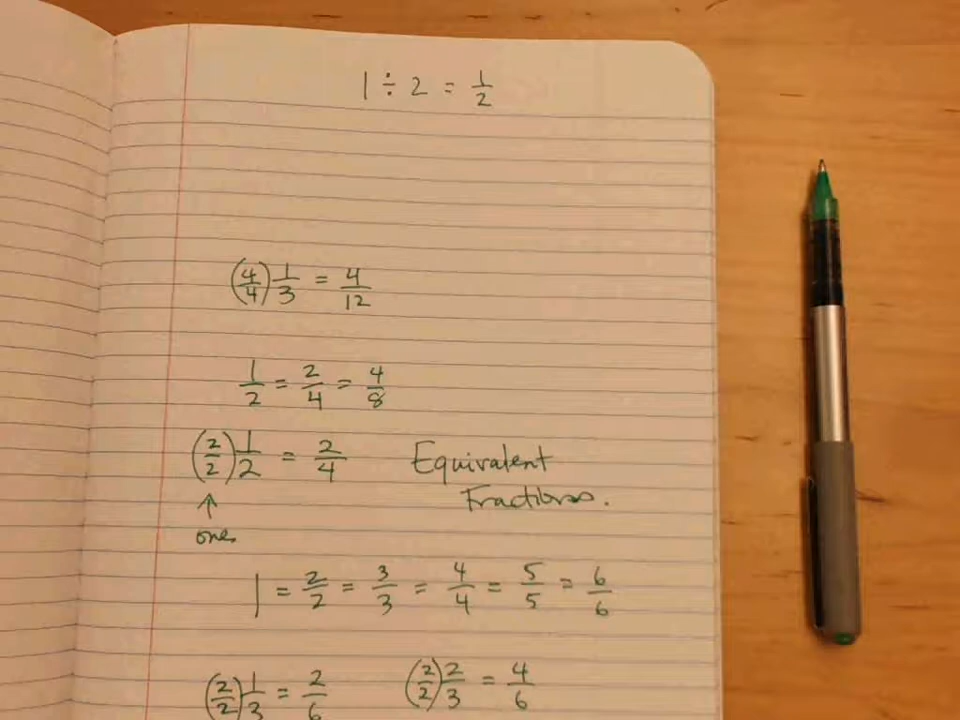 1 ÷ 2 = 1/2
(4/4) 1/3 = 4/12
1/2 = 2/4 = 4/8
(2/2) 1/2 = 2/4
Equivalent
Fractions.
↑
one
1 = 2/2 = 3/3 = 4/4 = 5/5 = 6/6
(2/2) 1/3 = 2/6 (2/2) 2/3 = 4/6